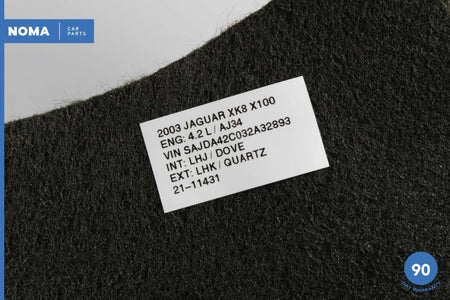 NOMA CAR PARTS
2003 JAGUAR XK8 X100
ENG: 4.2 L / AJ34
VIN SAJDA42C032A32893
INT: LHJ / DOVE
EXT: LHK / QUARTZ
21-11431
90
DAY WARRANTY